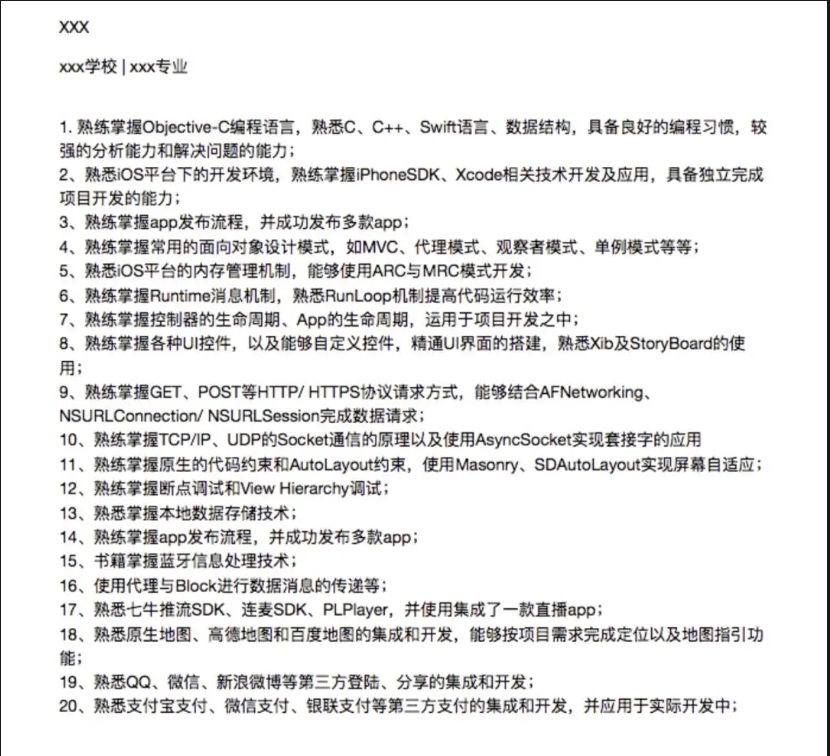 XXX
xxx学校 | xxx专业
1. 熟练掌握Objective-C编程语言，熟悉C、C++、Swift语言、数据结构，具备良好的编程习惯，较
强的分析能力和解决问题的能力；
2、熟悉iOS平台下的开发环境，熟练掌握iPhoneSDK、Xcode相关技术开发及应用，具备独立完成
项目开发的能力；
3、熟练掌握app发布流程，并成功发布多款app；
4、熟练掌握常用的面向对象设计模式，如MVC、代理模式、观察者模式、单例模式等等；
5、熟悉iOS平台的内存管理机制，能够使用ARC与MRC模式开发；
6、熟练掌握Runtime消息机制，熟悉RunLoop机制提高代码运行效率；
7、熟练掌握控制器的生命周期、App的生命周期，运用于项目开发之中；
8、熟练掌握各种UI控件，以及能够自定义控件，精通UI界面的搭建，熟悉Xib及StoryBoard的使
用；
9、熟练掌握GET、POST等HTTP/ HTTPS协议请求方式，能够结合AFNetworking、
NSURLConnection/ NSURLSession完成数据请求；
10、熟练掌握TCP/IP、UDP的Socket通信的原理以及使用AsyncSocket实现套接字的应用
11、熟练掌握原生的代码约束和AutoLayout约束，使用Masonry、SDAutoLayout实现屏幕自适应；
12、熟练掌握断点调试和View Hierarchy调试；
13、熟悉掌握本地数据存储技术；
14、熟练掌握app发布流程，并成功发布多款app；
15、书籍掌握蓝牙信息处理技术；
16、使用代理与Block进行数据消息的传递等；
17、熟悉七牛推流SDK、连麦SDK、PLPlayer，并使用集成了一款直播app；
18、熟悉原生地图、高德地图和百度地图的集成和开发，能够按项目需求完成定位以及地图指引功
能；
19、熟悉QQ、微信、新浪微博等第三方登陆、分享的集成和开发；
20、熟悉支付宝支付、微信支付、银联支付等第三方支付的集成和开发，并应用于实际开发中；